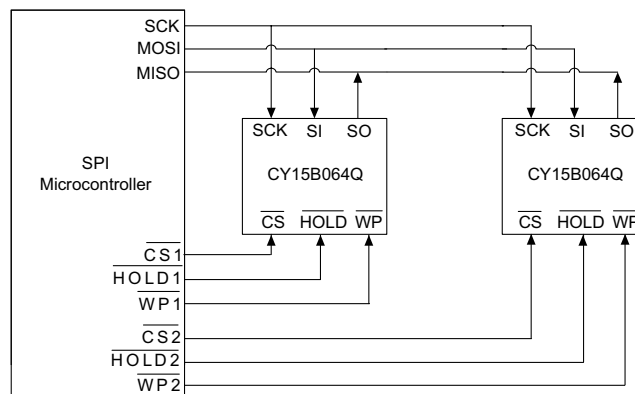 SCK
MOSI
MISO
SCK SI SO
SCK SI SO
SPI
Microcontroller
CY15B064Q
CY15B064Q
CS HOLD WP
CS HOLD WP
CS1
HOLD1
WP1
CS2
HOLD2
WP2